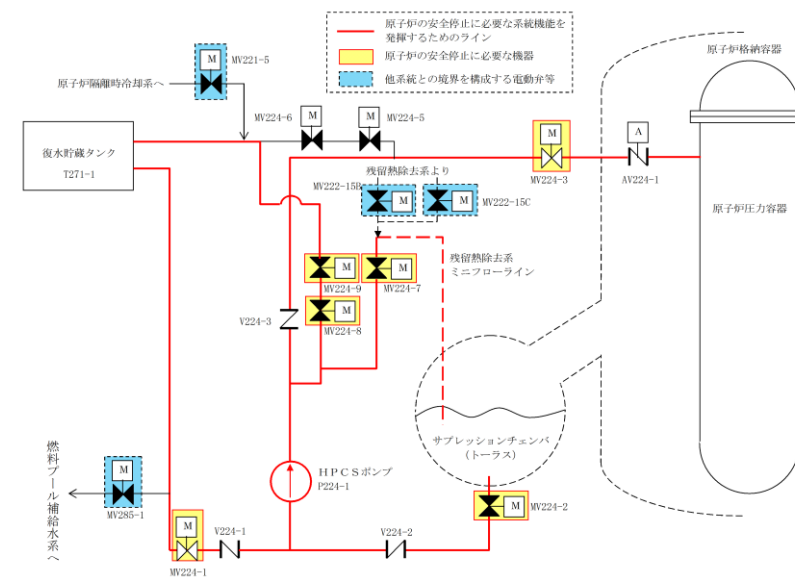 原子炉の安全停止に必要な系統機能を
発揮するためのライン
原子炉の安全停止に必要な機器
他系統との境界を構成する電動弁等
M
MV221-5
原子炉隔離時冷却系へ
MV224-6
M
M
MV224-5
復水貯蔵タンク
T271-1
残留熱除去系より
MV222-15B
M
M
MV222-15C
M
MV224-3
A
AV224-1
原子炉格納容器
原子炉圧力容器
残留熱除去系
ミニフローライン
M
MV224-9
M
MV224-7
M
MV224-8
V224-3
サプレッションチェンバ
(トーラス)
HPCSポンプ
P224-1
燃料プール補給水系へ
M
MV285-1
M
MV224-1
V224-1
V224-2
M
MV224-2